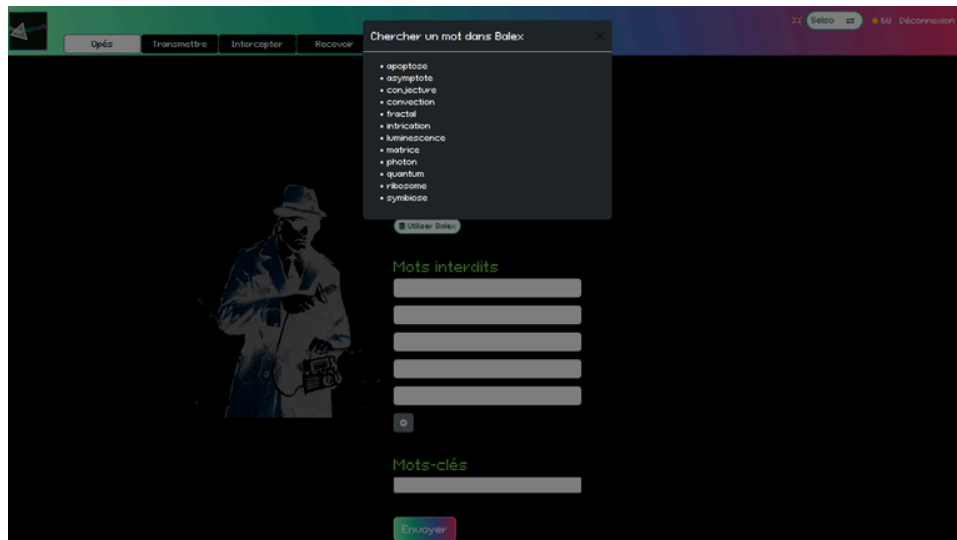 Selso
★ 60 Déconnexion
Opés Transmettre Intercepter Recevoir
Chercher un mot dans Balex
• apoptose
• asymptote
• conjecture
• convection
• fractal
• intrication
• luminescence
• matrice
• photon
• quantum
• ribosome
• symbiose
Utiliser Balex
Mots interdits
Mots-clés
Envoyer